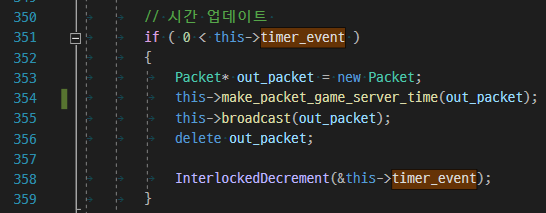 350 // 시간 업데이트
351 if ( 0 < this->timer_event )
352 {
353 Packet* out_packet = new Packet;
354 this->make_packet_game_server_time(out_packet);
355 this->broadcast(out_packet);
356 delete out_packet;
357
358 InterlockedDecrement(&this->timer_event);
359 }